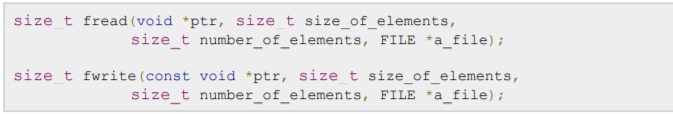 size_t fread(void *ptr, size_t size_of_elements,
size_t number_of_elements, FILE *a_file);
size_t fwrite(const void *ptr, size_t size_of_elements,
size_t number_of_elements, FILE *a_file);